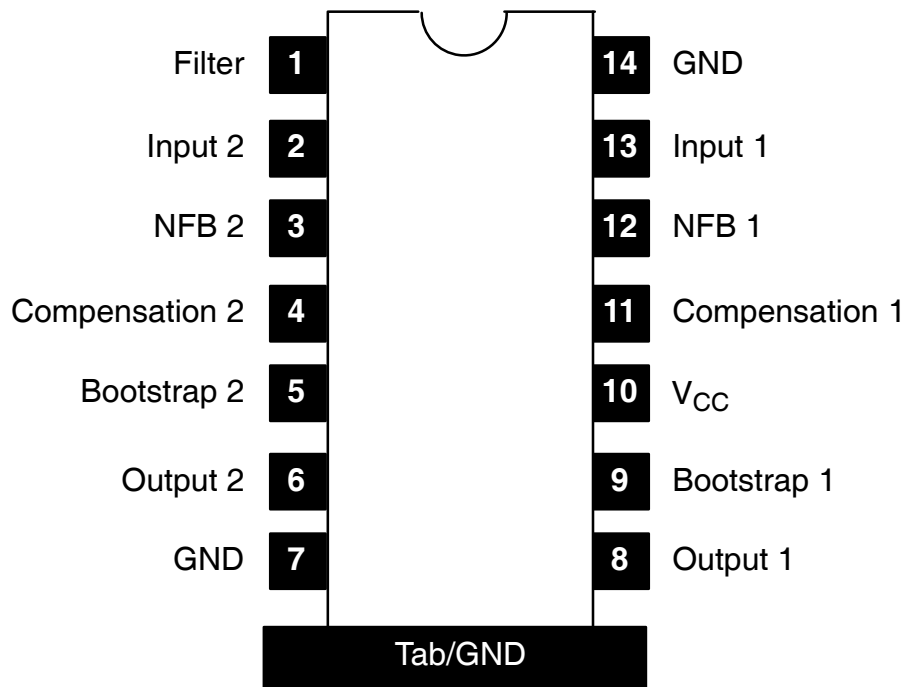 Filter 1 14 GND
Input 2 2 13 Input 1
NFB 2 3 12 NFB 1
Compensation 2 4 11 Compensation 1
Bootstrap 2 5 10 VCC
Output 2 6 9 Bootstrap 1
GND 7 8 Output 1
Tab/GND